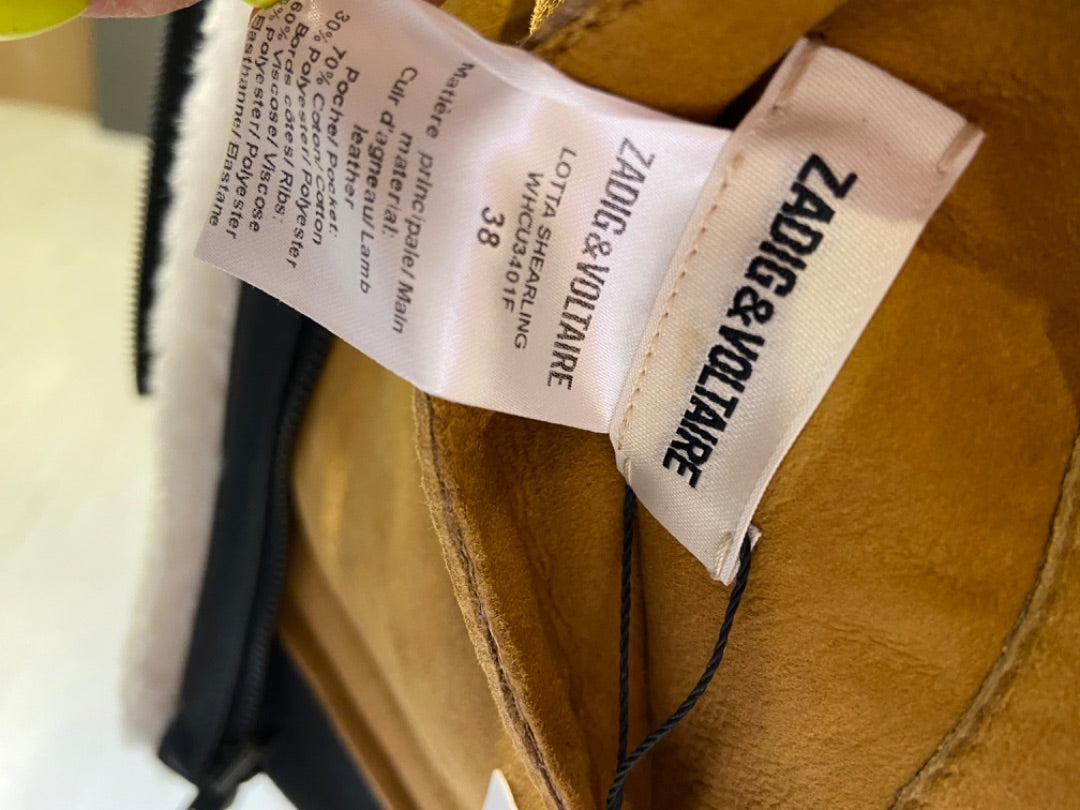 ZADIG&VOLTAIRE
ZADIG&VOLTAIRE
LOTTA SHEARLING
WHCU3401F
38
Matière principale/Main
material:
Cuir d'agneau/Lamb
leather
Poche/Pocket:
70% Coton/Cotton
30% Polyester/Polyester
Bords côtes/Ribs:
60% Viscose/Viscose
Polyester/Polyester
Elasthanne/Elastane